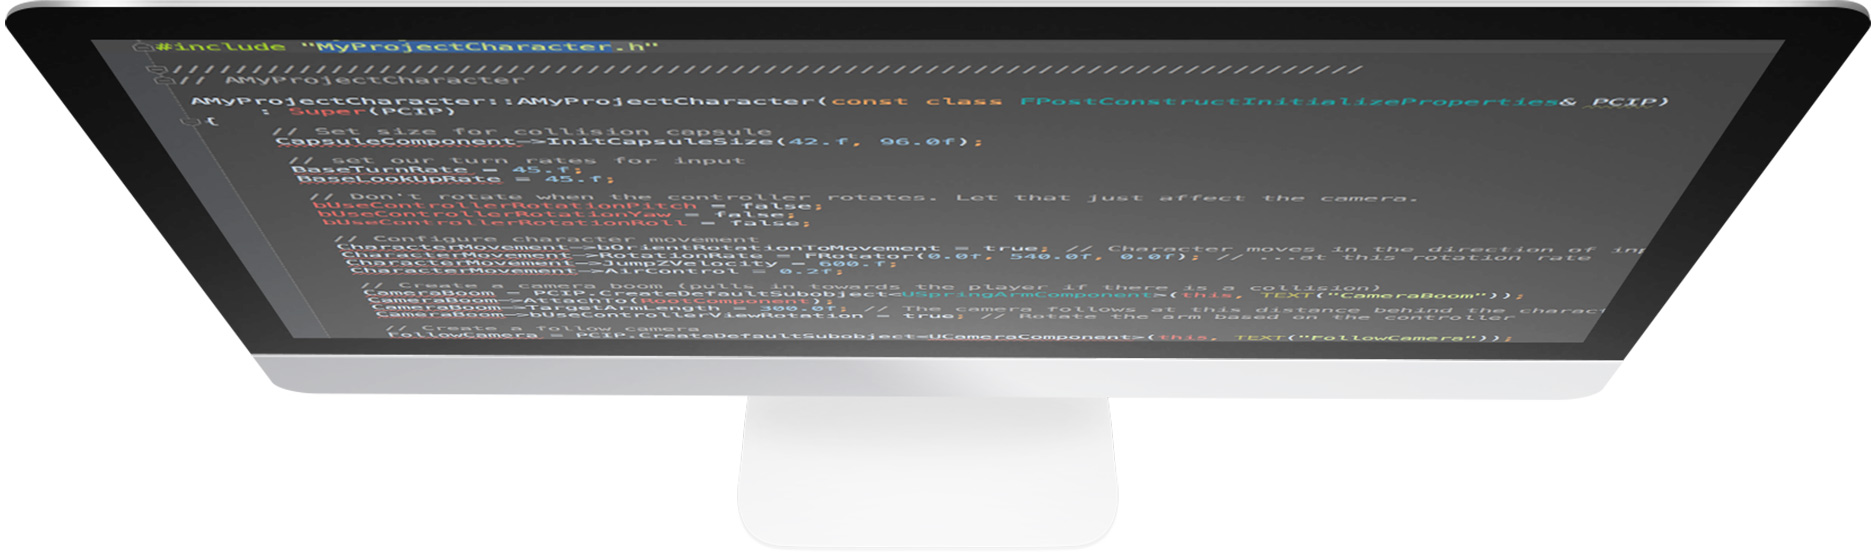 #include "MyProjectCharacter.h"
//////////////////////////////////////////////////////////////////////////
// AMyProjectCharacter
AMyProjectCharacter::AMyProjectCharacter(const class FPostConstructInitializeProperties& PCIP)
: Super(PCIP)
{
// Set size for collision capsule
CapsuleComponent->InitCapsuleSize(42.f, 96.0f);
// set our turn rates for input
BaseTurnRate = 45.f;
BaseLookUpRate = 45.f;
// Don't rotate when the controller rotates. Let that just affect the camera.
bUseControllerRotationPitch = false;
bUseControllerRotationYaw = false;
bUseControllerRotationRoll = false;
// Configure character movement
CharacterMovement->bOrientRotationToMovement = true; // Character moves in the direction of inp
CharacterMovement->RotationRate = FRotator(0.0f, 540.0f, 0.0f); // ...at this rotation rate
CharacterMovement->JumpZVelocity = 600.f;
CharacterMovement->AirControl = 0.2f;
// Create a camera boom (pulls in towards the player if there is a collision)
CameraBoom = PCIP.CreateDefaultSubobject<USpringArmComponent>(this, TEXT("CameraBoom"));
CameraBoom->AttachTo(RootComponent);
CameraBoom->TargetArmLength = 300.0f; // The camera follows at this distance behind the charact
CameraBoom->bUseControllerViewRotation = true; // Rotate the arm based on the controller
// Create a follow camera
FollowCamera = PCIP.CreateDefaultSubobject<UCameraComponent>(this, TEXT("FollowCamera"));